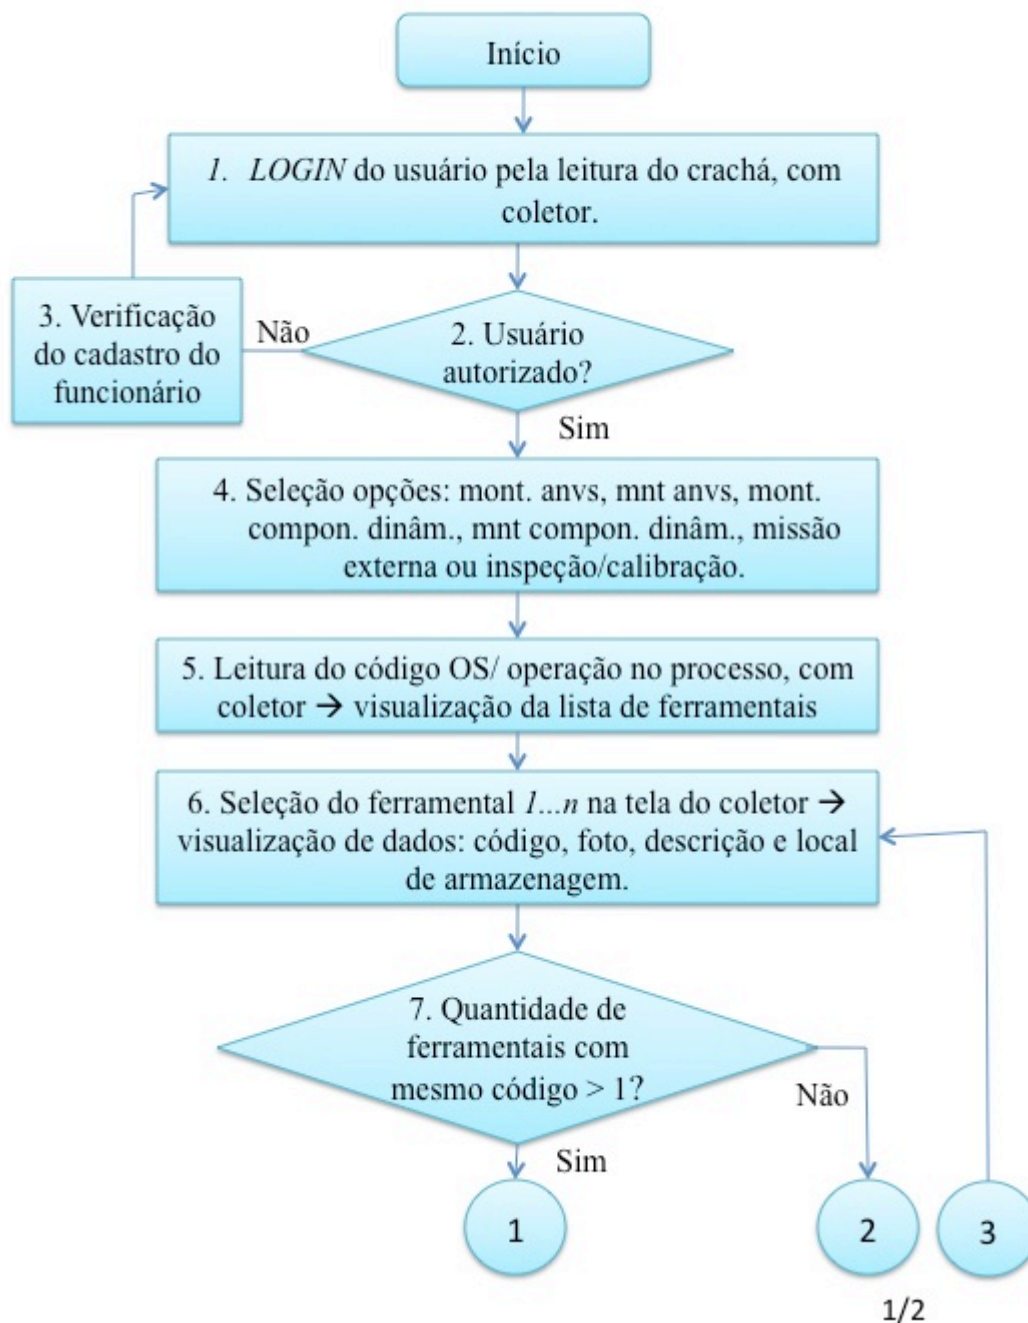 Início
1. LOGIN do usuário pela leitura do crachá, com
coletor.
3. Verificação
do cadastro do
funcionário
Não
2. Usuário
autorizado?
Sim
4. Seleção opções: mont. anvs, mnt anvs, mont.
compon. dinâm., mnt compon. dinâm., missão
externa ou inspeção/calibração.
5. Leitura do código OS/ operação no processo, com
coletor → visualização da lista de ferramentais
6. Seleção do ferramental 1...n na tela do coletor →
visualização de dados: código, foto, descrição e local
de armazenagem.
7. Quantidade de
ferramentais com
mesmo código > 1?
Não
Sim
1
2
3
1/2